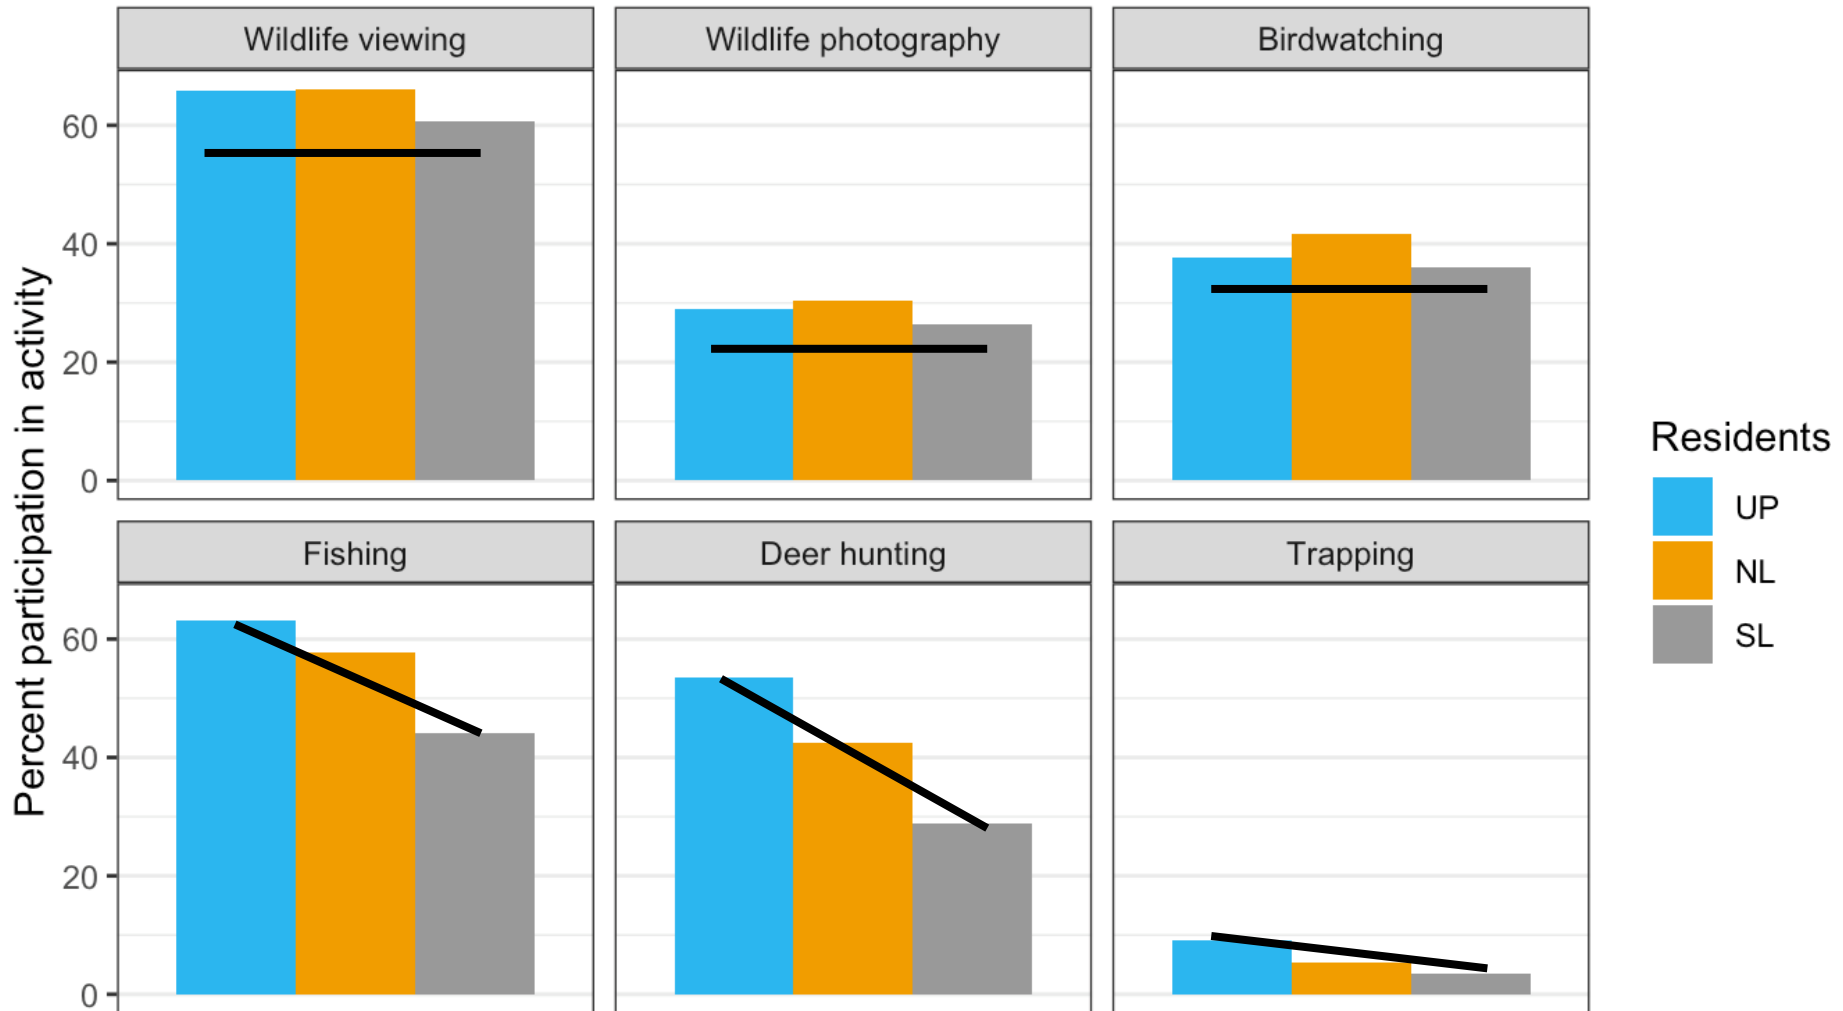 Wildlife viewing
Wildlife photography
Birdwatching
60
40
20
0
Percent participation in activity
Fishing
Deer hunting
Trapping
60
40
20
0
Residents
UP
NL
SL